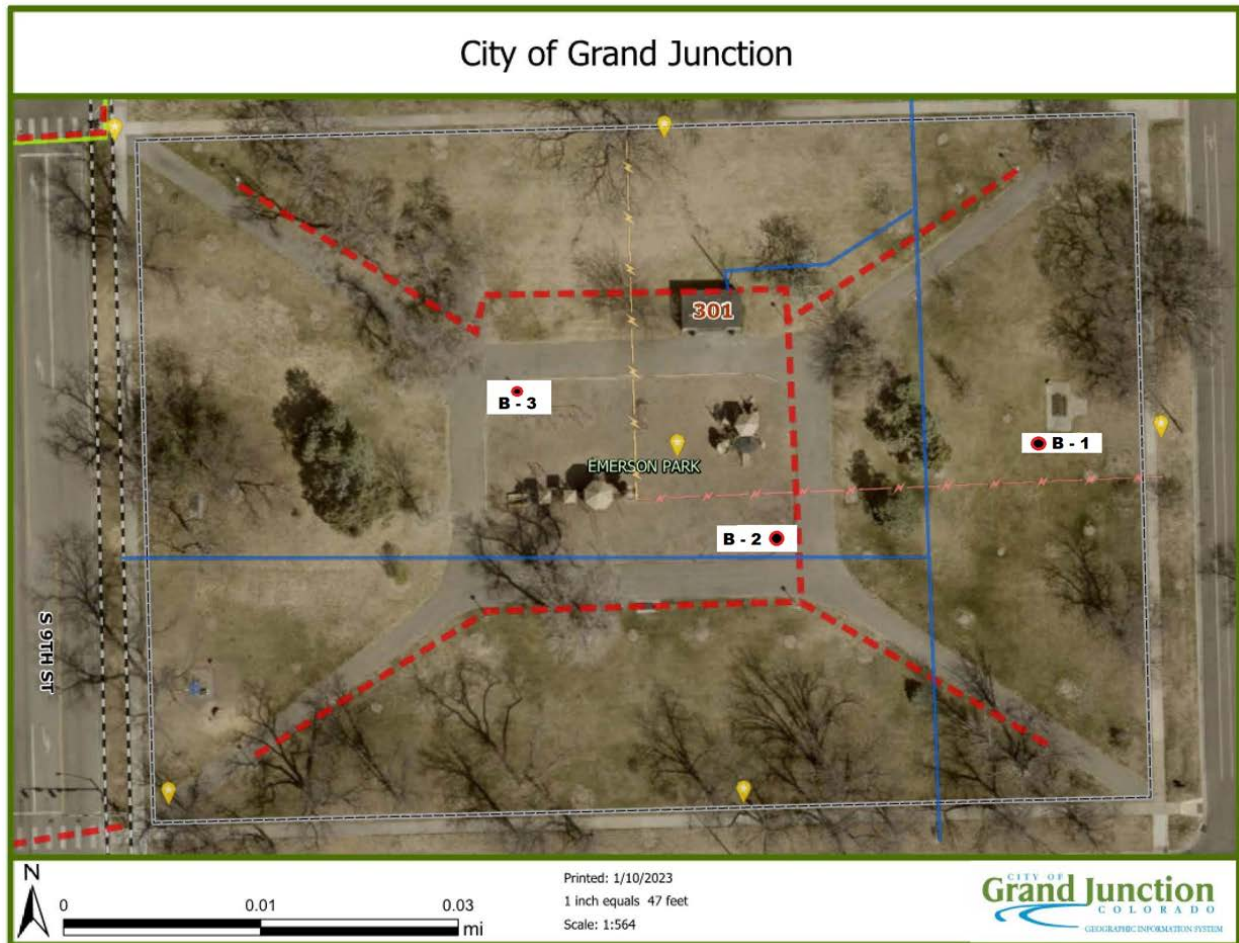 City of Grand Junction
301
B - 3
B - 1
EMERSON PARK
B - 2
S 9TH ST
N
0 0.01 0.03
mi
Printed: 1/10/2023
1 inch equals 47 feet
Scale: 1:564
CITY OF
Grand Junction
COLORADO
GEOGRAPHIC INFORMATION SYSTEM